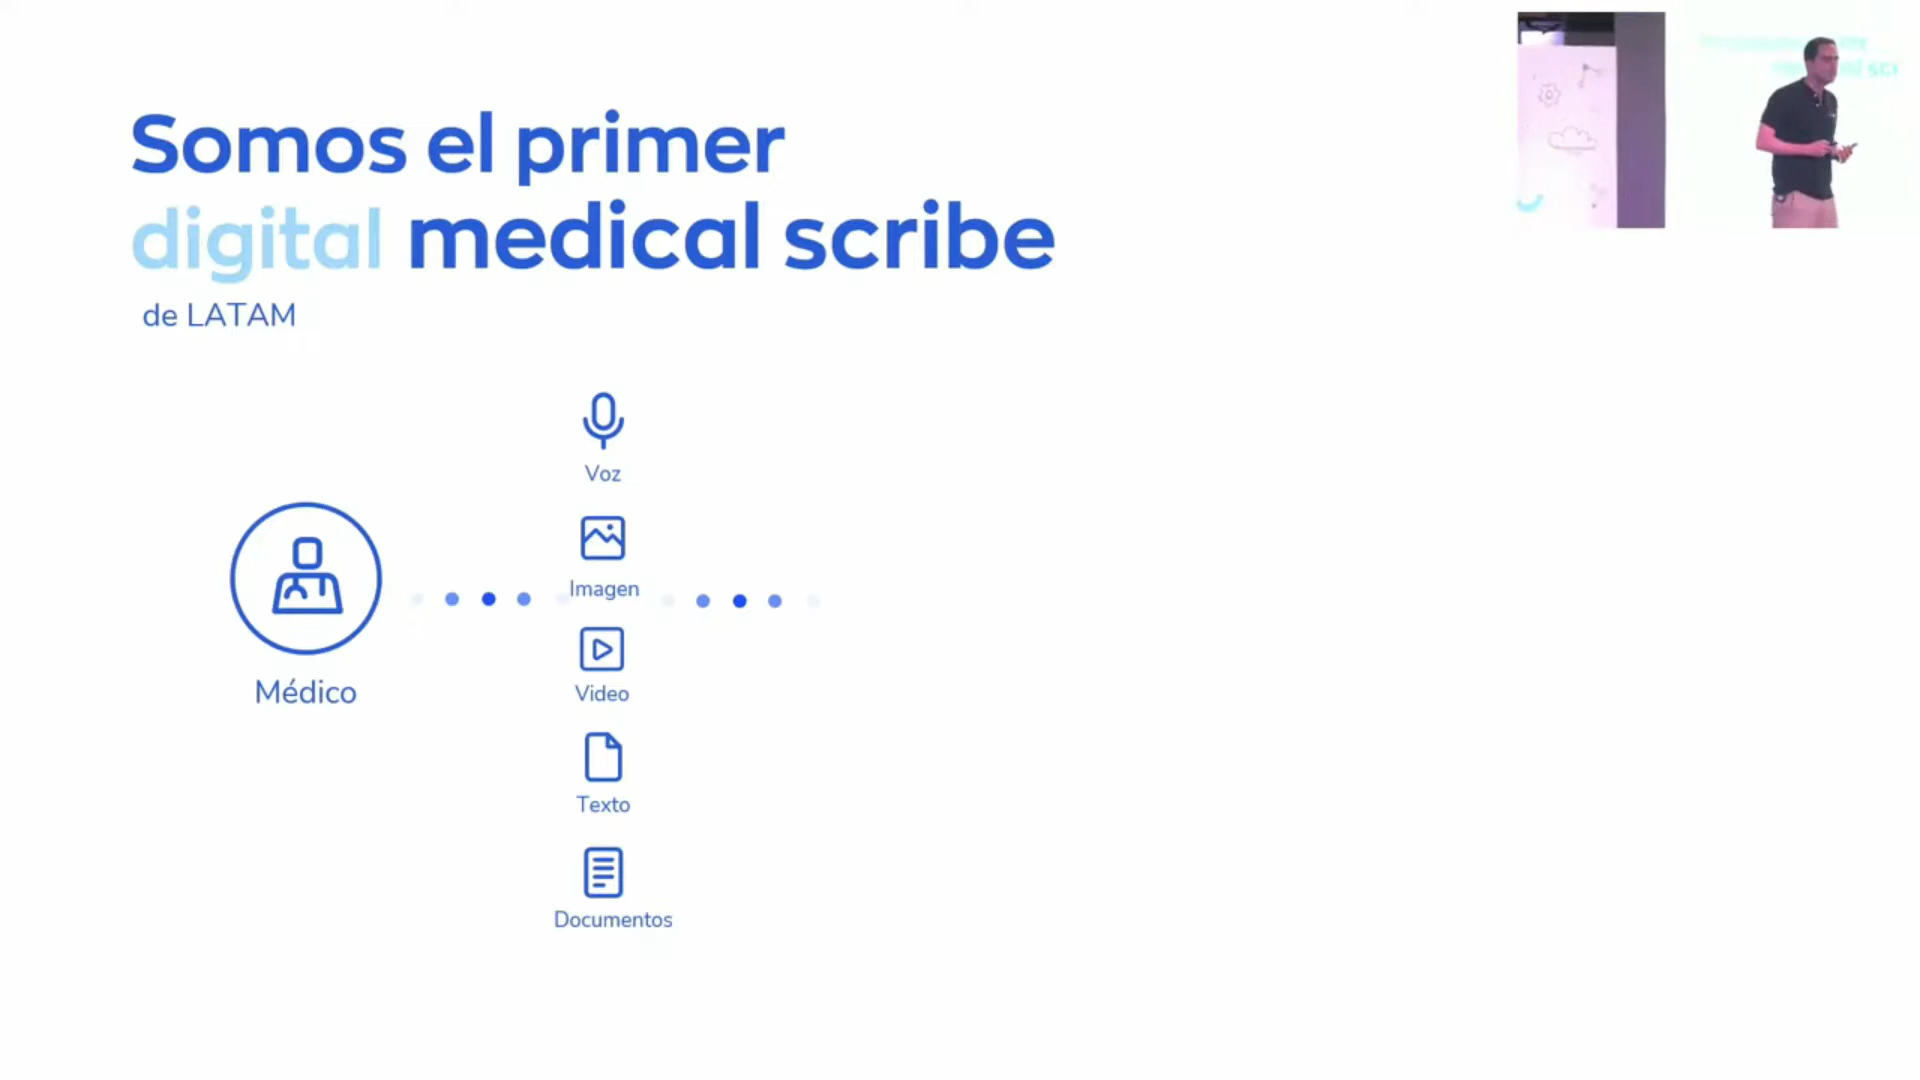 Somos el primer
digital medical scribe
de LATAM
Voz
Imagen
Médico
Video
Texto
Documentos